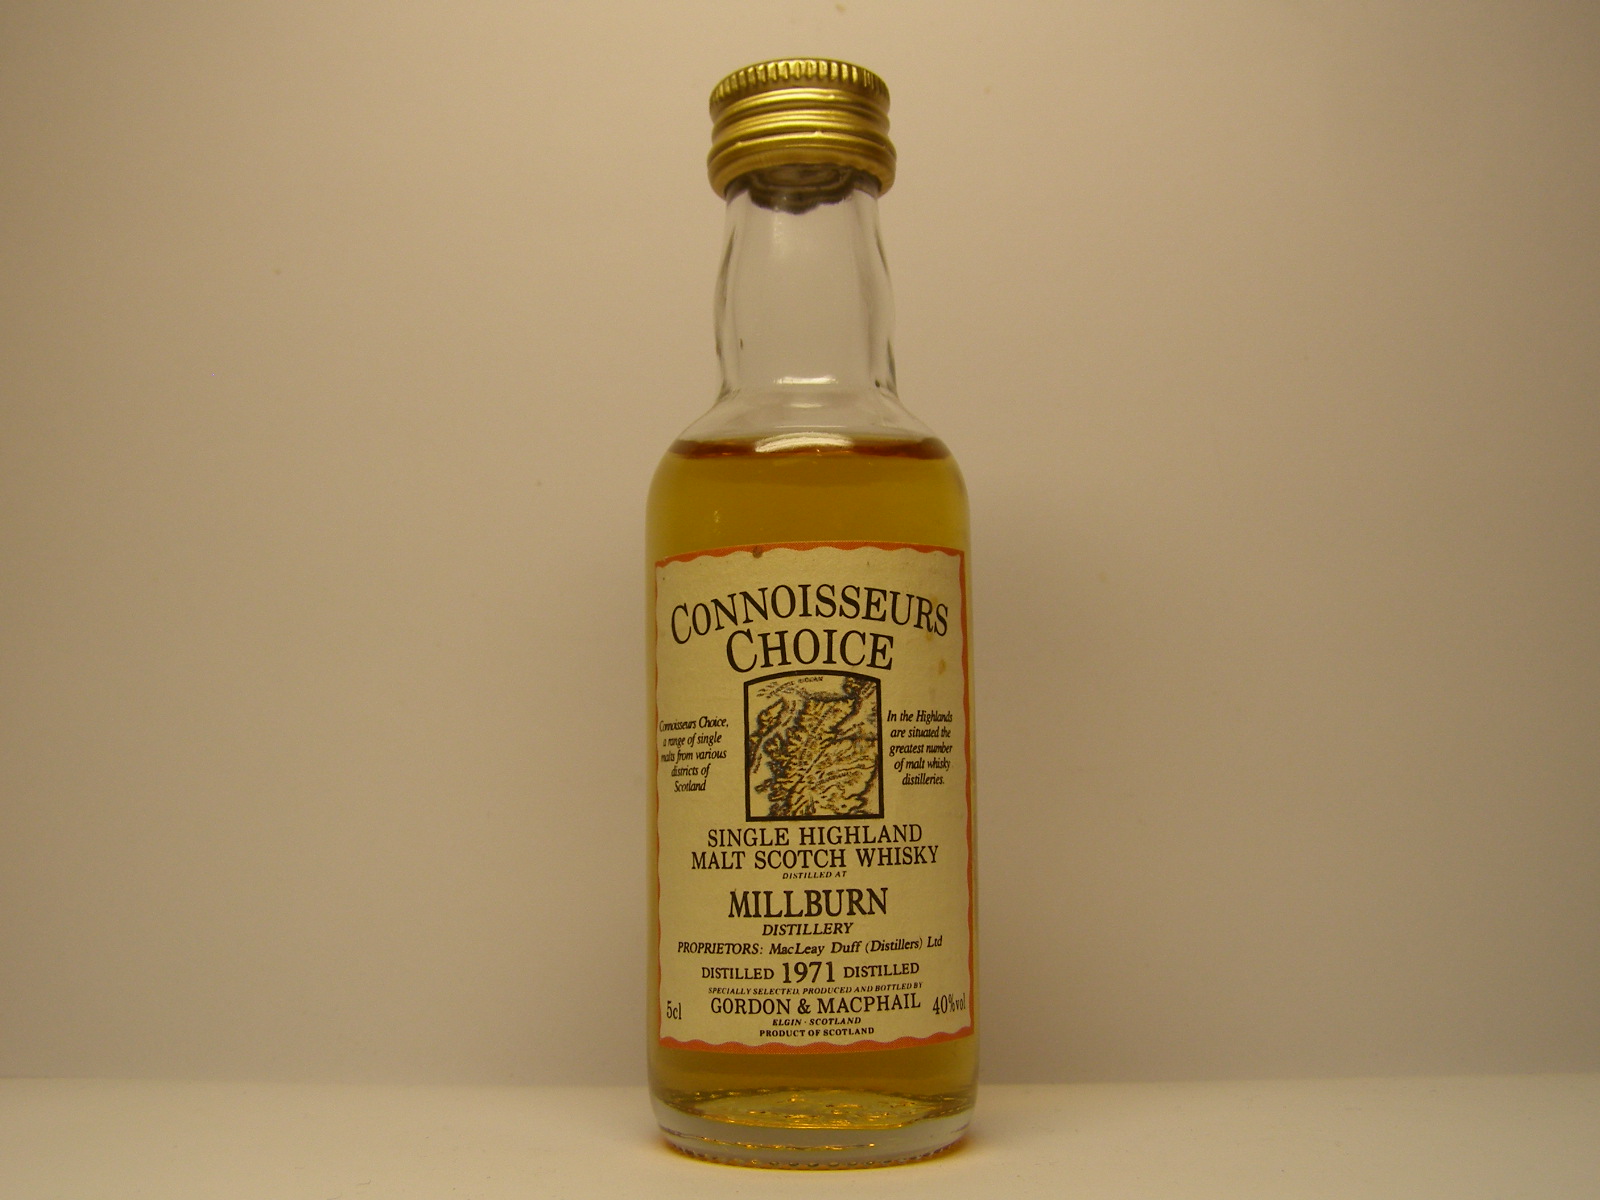 CONNOISSEURS
CHOICE
Connoisseurs Choice,
a range of single
malts from various
districts of
Scotland
In the Highlands
are situated the
greatest number
of malt whisky
distilleries.
SINGLE HIGHLAND
MALT SCOTCH WHISKY
DISTILLED AT
MILLBURN
DISTILLERY
PROPRIETORS: MacLeay Duff (Distillers) Ltd
DISTILLED 1971 DISTILLED
SPECIALLY SELECTED, PRODUCED AND BOTTLED BY
5cl GORDON & MACPHAIL 40%vol
ELGIN · SCOTLAND
PRODUCT OF SCOTLAND